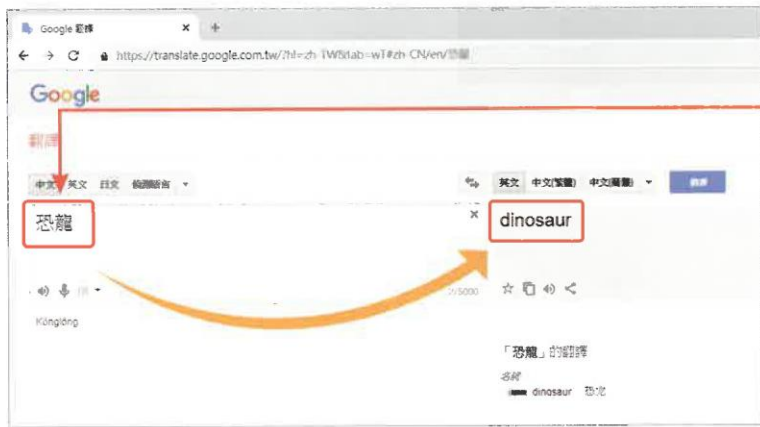 Google 翻譯
https://translate.google.com.tw/?hl=zh-TW&tab=wT#zh-CN/en/恐龍
Google
翻譯
中文 英文 日文 偵測語言
英文 中文(繁體) 中文(簡體) 翻譯
恐龍
dinosaur
2/5000
Kǒnglóng
「恐龍」的翻譯
名詞
dinosaur 恐龙